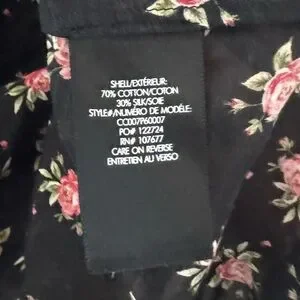 SHELL/EXTÉRIEUR:
70% COTTON/COTON
30% SILK/SOIE
STYLE#/NUMÉRO DE MODÈLE:
CC007P60007
PO# 122724
RN# 107677
CARE ON REVERSE
ENTRETIEN AU VERSO